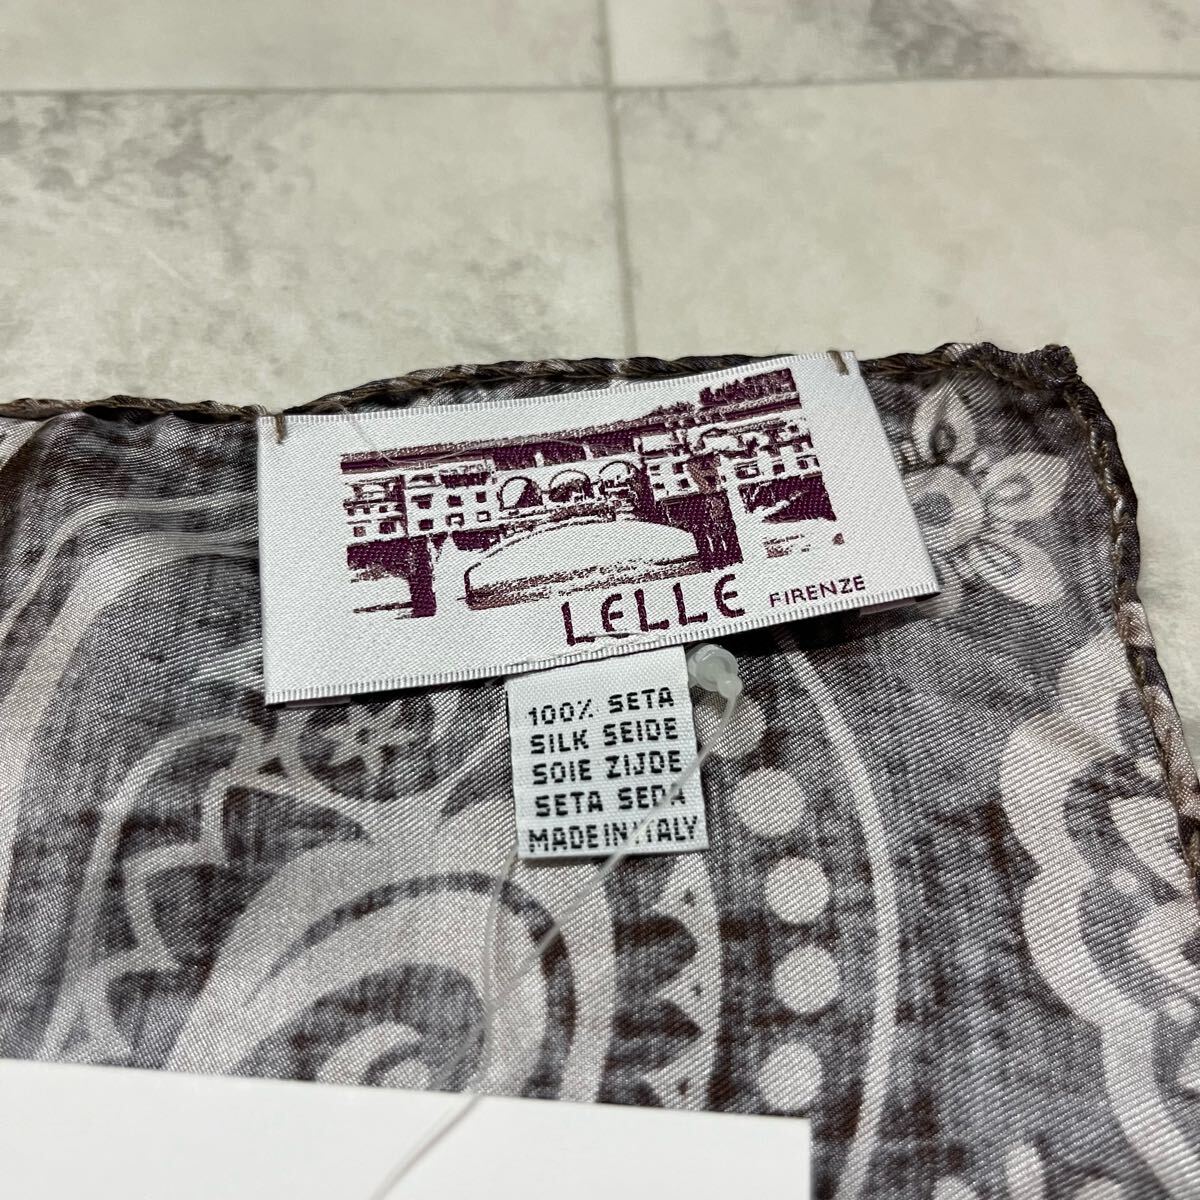 LELLE FIRENZE
100% SETA
SILK SEIDE
SOIE ZIJDE
SETA SEDA
MADE IN ITALY